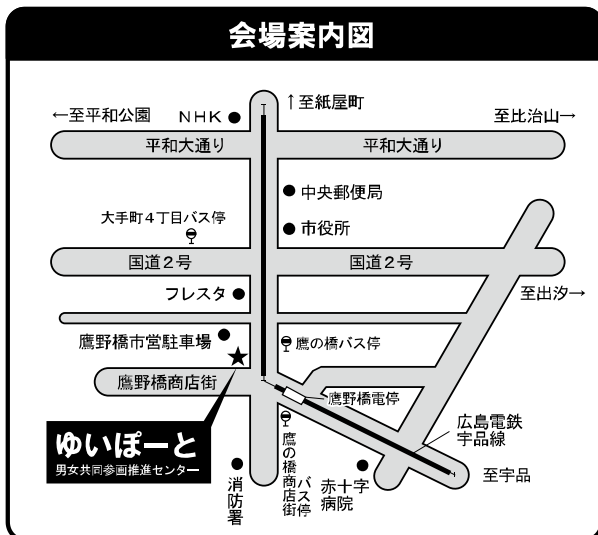 会場案内図
↑至紙屋町
←至平和公園
NHK
至比治山→
平和大通り
平和大通り
中央郵便局
大手町4丁目バス停
市役所
国道2号
国道2号
フレスタ
至出汐→
鷹野橋市営駐車場
鷹の橋バス停
鷹野橋商店街
鷹野橋電停
広島電鉄
宇品線
ゆいぽーと
男女共同参画推進センター
消防署
鷹の橋商店街
バス停
赤十字
病院
至宇品